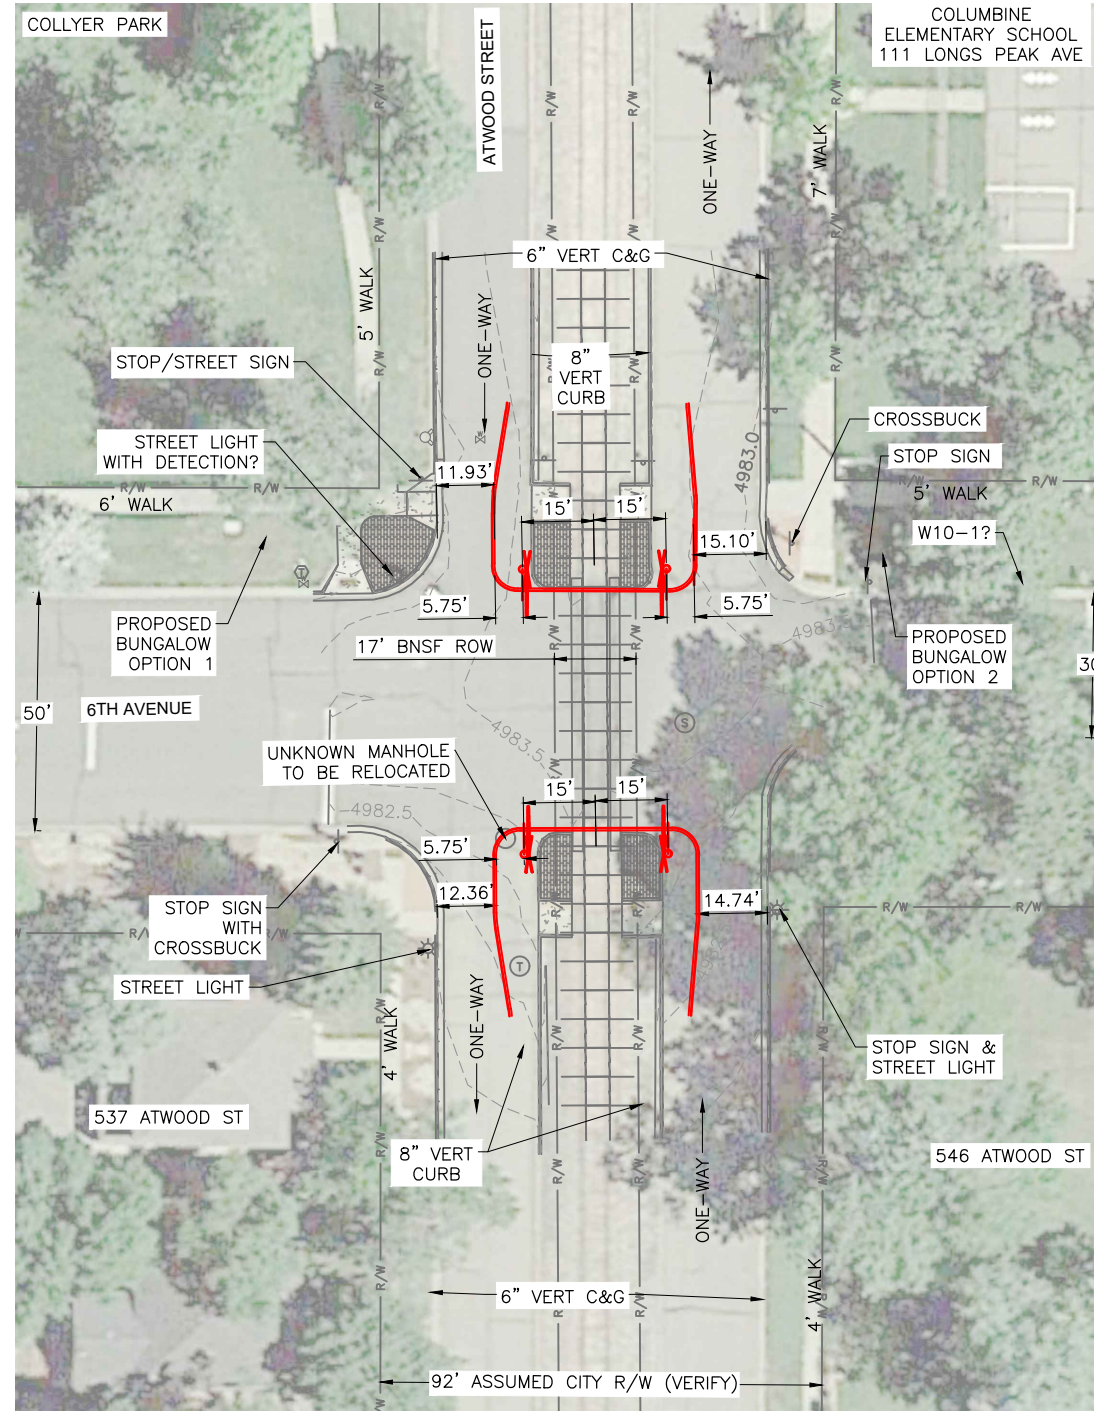 COLLYER PARK
ATWOOD STREET
COLUMBINE
ELEMENTARY SCHOOL
111 LONGS PEAK AVE
R/W
R/W
R/W
R/W
ONE-WAY
7' WALK
R/W
R/W
R/W
R/W
6" VERT C&G
5' WALK
ONE-WAY
STOP/STREET SIGN
8"
VERT
CURB
R/W
R/W
R/W
R/W
CROSSBUCK
STREET LIGHT
WITH DETECTION?
4983.0
STOP SIGN
11.93'
R/W
R/W
6' WALK
R/W
R/W
5' WALK
15'
15'
W10-1?
15.10'
5.75'
5.75'
PROPOSED
BUNGALOW
OPTION 1
4983.5
PROPOSED
BUNGALOW
OPTION 2
R/W
R/W
17' BNSF ROW
30
50'
6TH AVENUE
S
4983.5
UNKNOWN MANHOLE
TO BE RELOCATED
15'
15'
4982.5
5.75'
12.36'
14.74'
STOP SIGN
WITH
CROSSBUCK
R/W
R/W
R/W
R/W
R/W
R/W
T
STREET LIGHT
R/W
4' WALK
ONE-WAY
R/W
R/W
R/W
STOP SIGN &
STREET LIGHT
537 ATWOOD ST
8" VERT
CURB
546 ATWOOD ST
R/W
R/W
R/W
R/W
ONE-WAY
R/W
R/W
R/W
R/W
6" VERT C&G
4' WALK
92' ASSUMED CITY R/W (VERIFY)
R/W
R/W
R/W